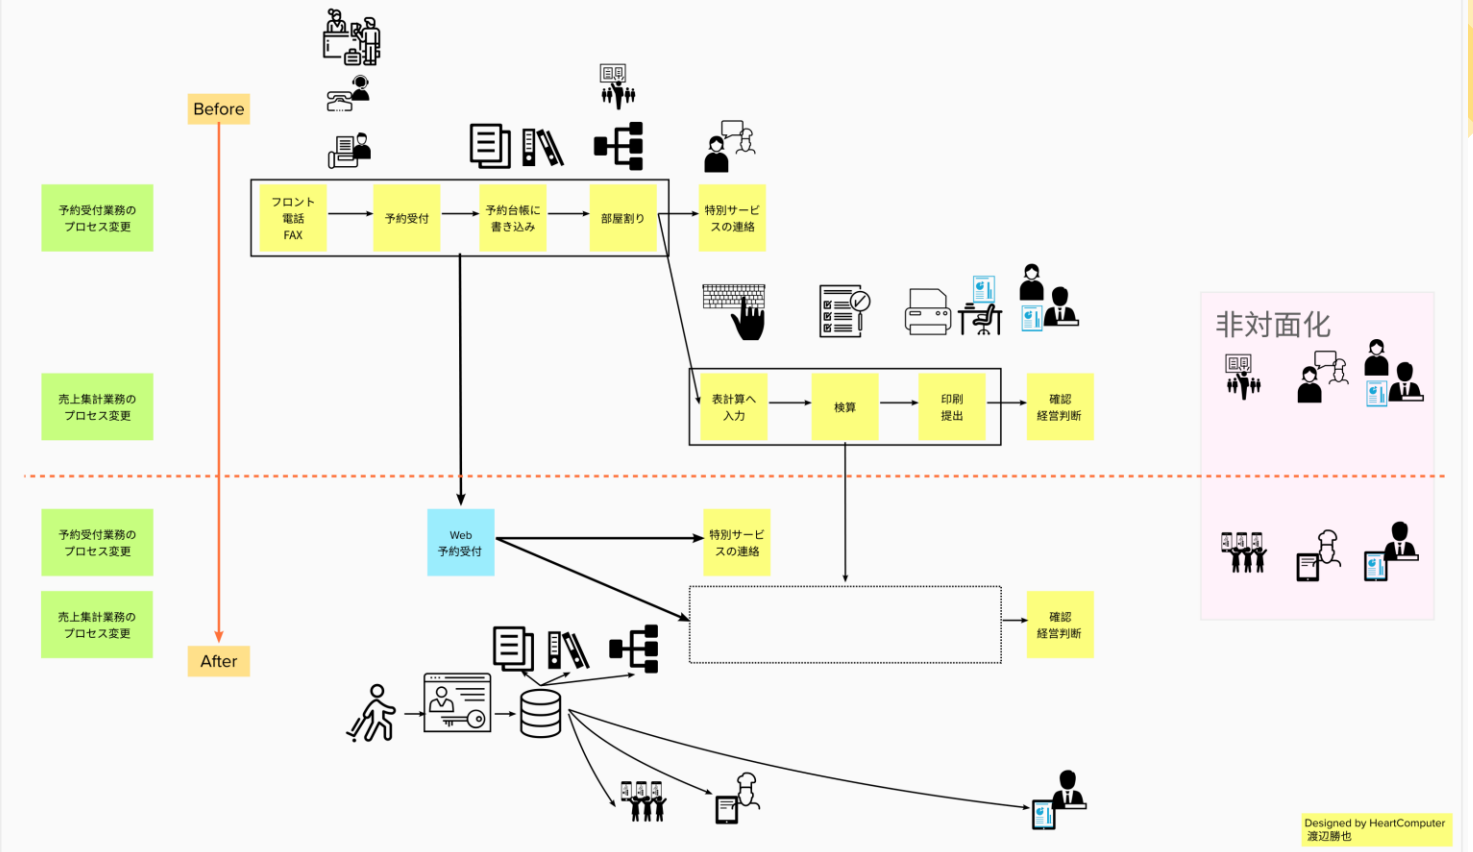 Before
予約受付業務の
プロセス変更
フロント
電話
FAX
予約受付
予約台帳に
書き込み
部屋割り
特別サービ
スの連絡
売上集計業務の
プロセス変更
表計算へ
入力
検算
印刷
提出
確認
経営判断
非対面化
予約受付業務の
プロセス変更
Web
予約受付
特別サービ
スの連絡
売上集計業務の
プロセス変更
確認
経営判断
After
Designed by HeartComputer
渡辺勝也